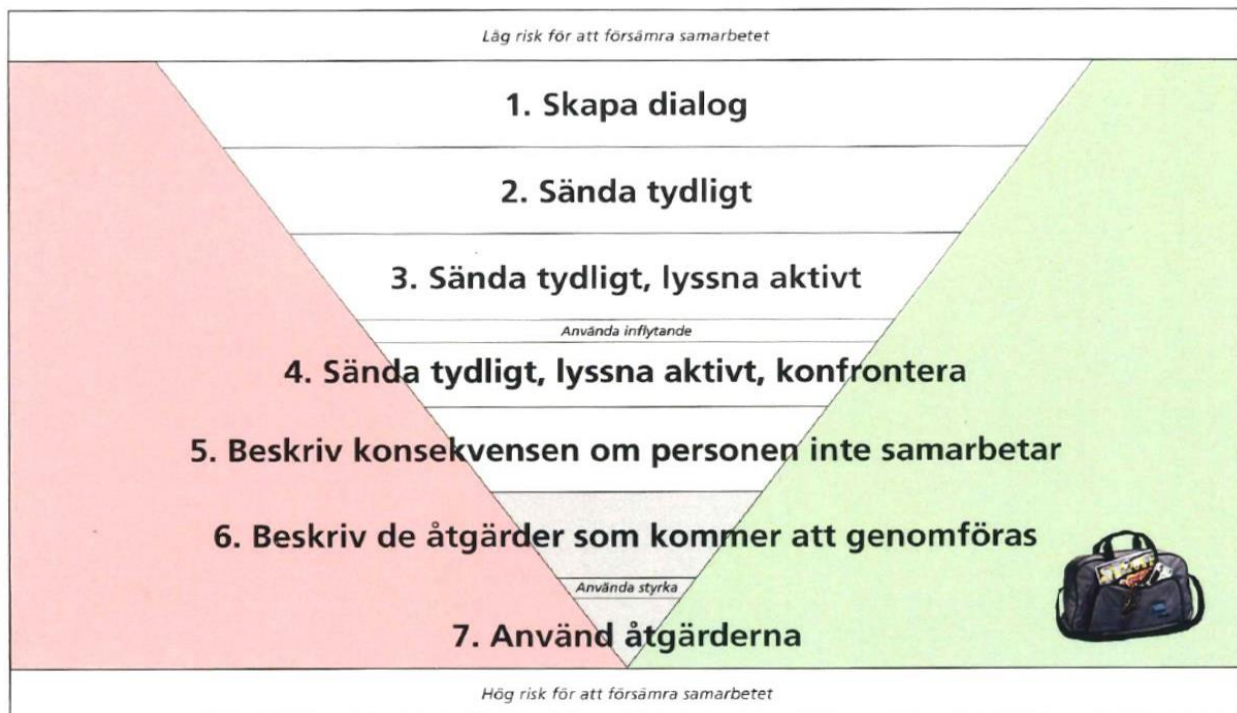 Låg risk för att försämra samarbetet
1. Skapa dialog
2. Sända tydligt
3. Sända tydligt, lyssna aktivt
Använda inflytande
4. Sända tydligt, lyssna aktivt, konfrontera
5. Beskriv konsekvensen om personen inte samarbetar
6. Beskriv de åtgärder som kommer att genomföras
Använda styrka
7. Använd åtgärderna
Hög risk för att försämra samarbetet